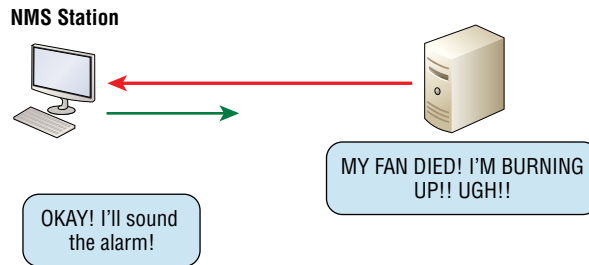 NMS Station
MY FAN DIED! I'M BURNING
UP!! UGH!!
OKAY! I'll sound
the alarm!